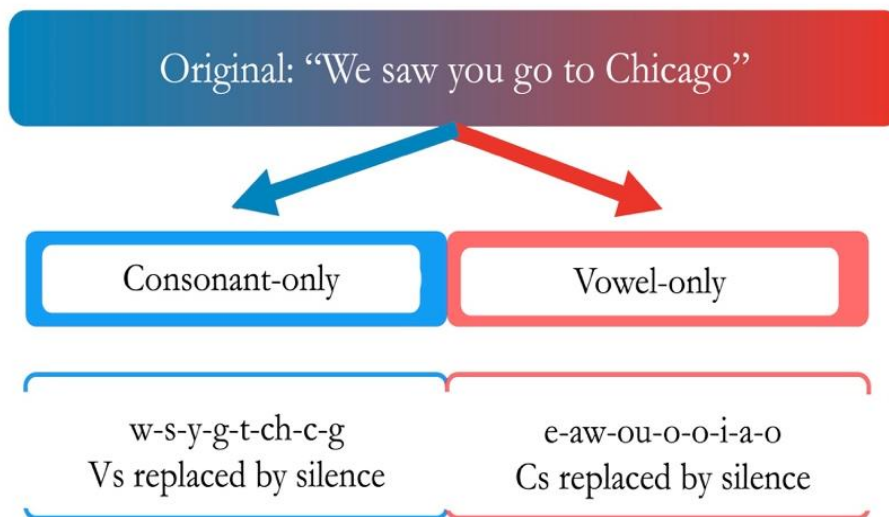 Original: “We saw you go to Chicago”
Consonant-only
Vowel-only
w-s-y-g-t-ch-c-g
Vs replaced by silence
e-aw-ou-o-o-i-a-o
Cs replaced by silence